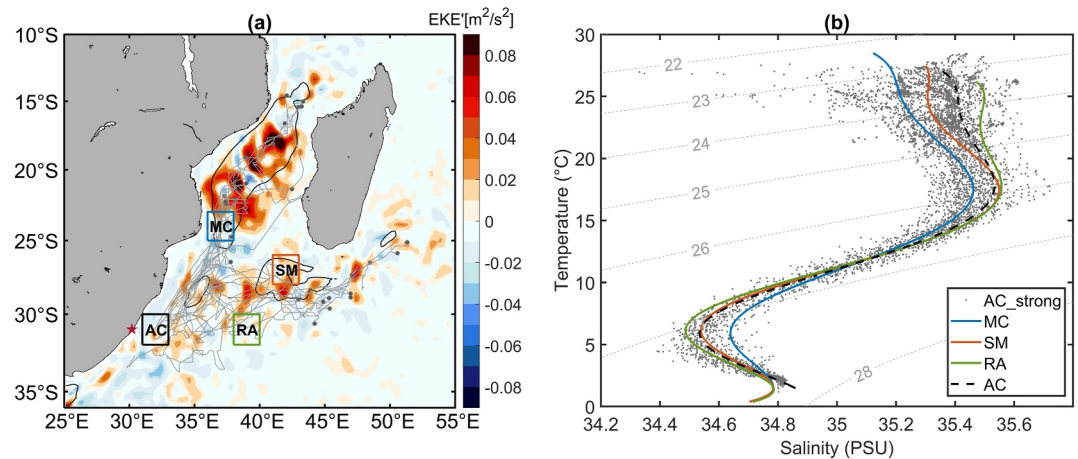 (a)
EKE'[m²/s²]
10°S
15°S
20°S
25°S
30°S
35°S
25°E
30°E
35°E
40°E
45°E
50°E
55°E
MC
SM
AC
RA
0.08
0.06
0.04
0.02
0
-0.02
-0.04
-0.06
-0.08
(b)
30
25
20
15
10
5
0
Temperature (°C)
22
23
24
25
26
28
AC_strong
MC
SM
RA
AC
34.2
34.4
34.6
34.8
35
35.2
35.4
35.6
Salinity (PSU)